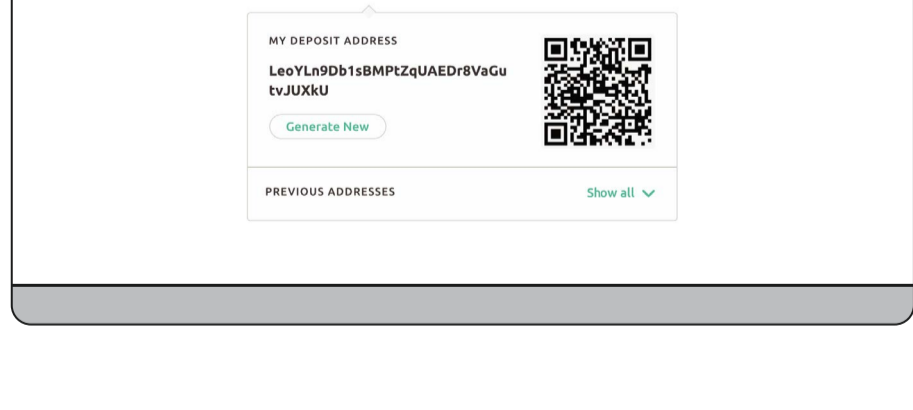 MY DEPOSIT ADDRESS
LeoYLn9Db1sBMPtZqUAEDr8VaGu
tvJUXkU
Generate New
PREVIOUS ADDRESSES
Show all